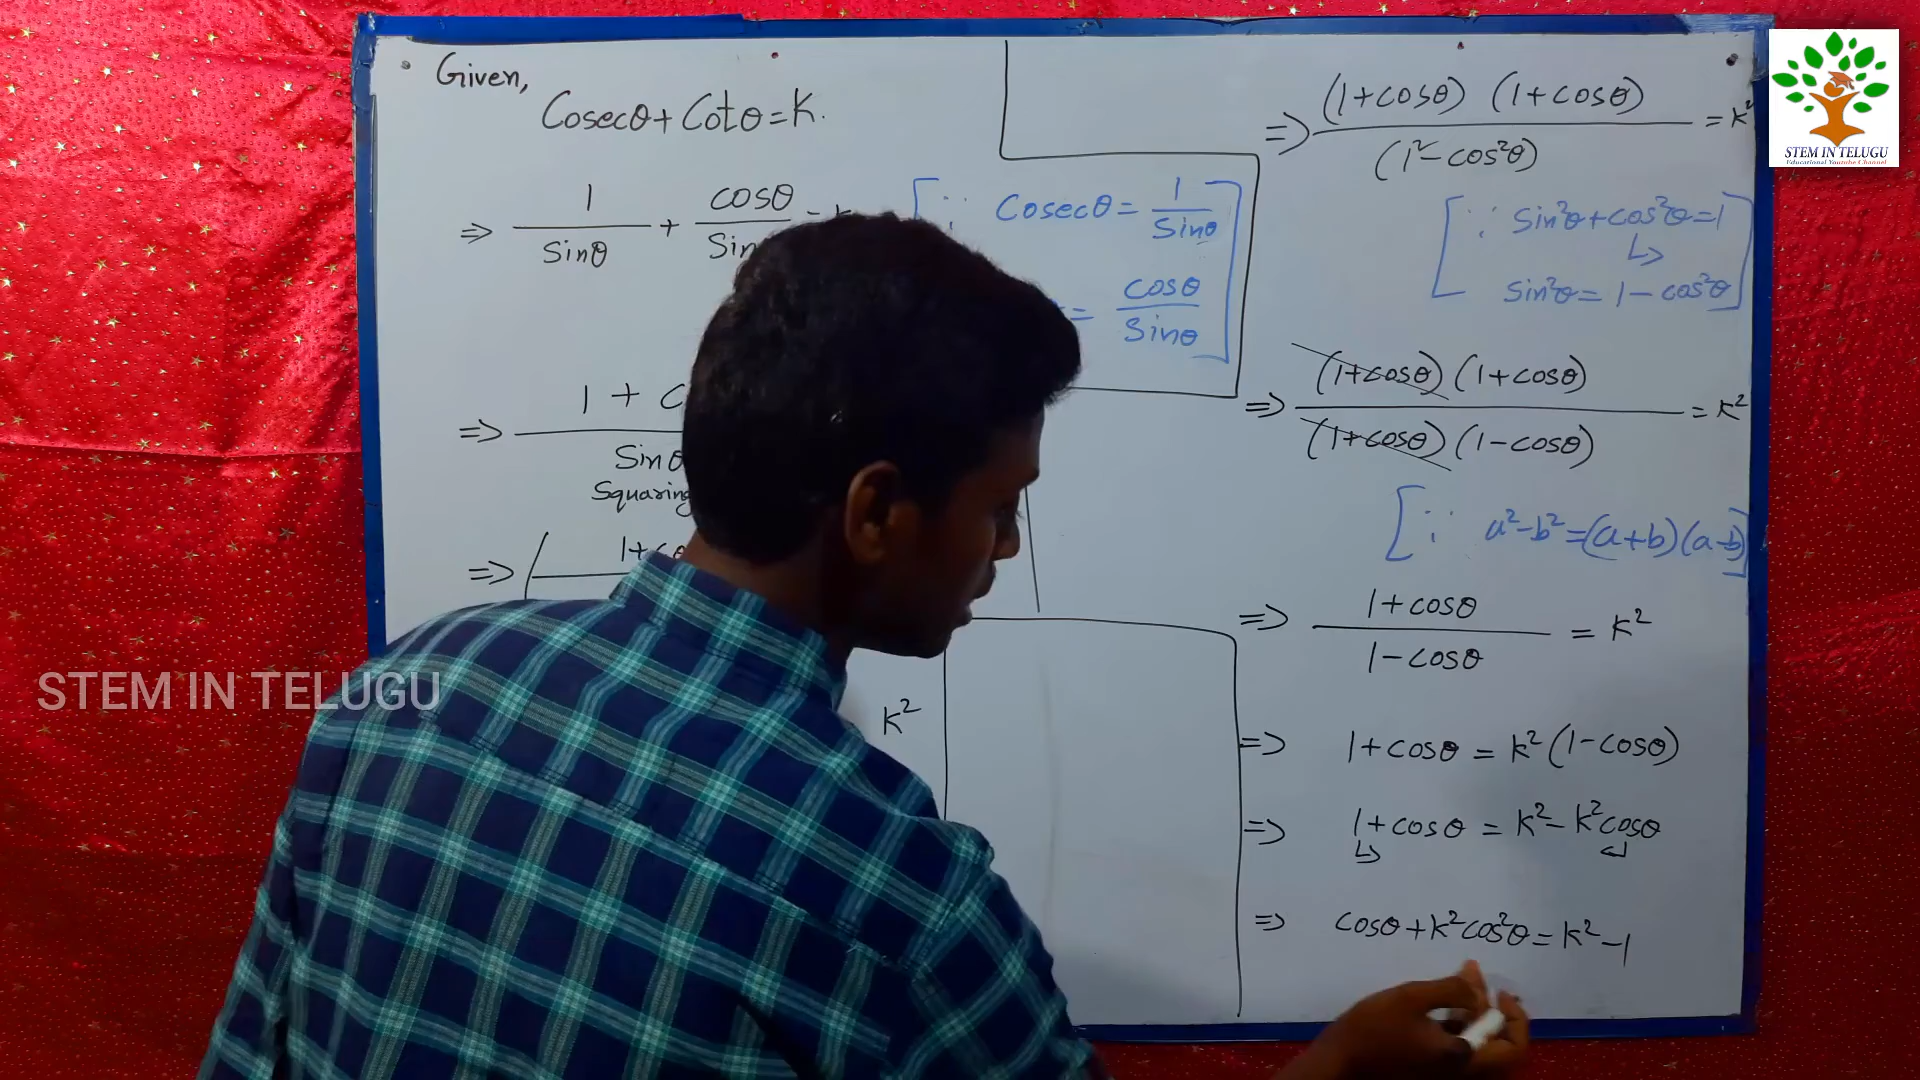 Given,
Cosecθ + Cotθ = K.
⇒ 1/Sinθ + cosθ/Sin
[∵ Cosecθ = 1/Sinθ
= cosθ/Sinθ]
⇒ 1 +
Sinθ
Squaring
⇒ (1+
K²
⇒ (1+cosθ) (1+cosθ)/(1²-cos²θ) = K²
[∵ Sin²θ+cos²θ=1
↳
Sin²θ = 1 - cos²θ]
⇒ (1+cosθ)(1+cosθ)/(1+cosθ)(1-cosθ) = K²
[∵ a²-b²=(a+b)(a-b)]
⇒ 1+cosθ/1-cosθ = K²
⇒ 1+cosθ = K²(1-cosθ)
⇒ 1+cosθ = K²-K²cosθ
⇒ cosθ+K²cos²θ=K²-1
STEM IN TELUGU
Educational Youtube Channel
STEM IN TELUGU